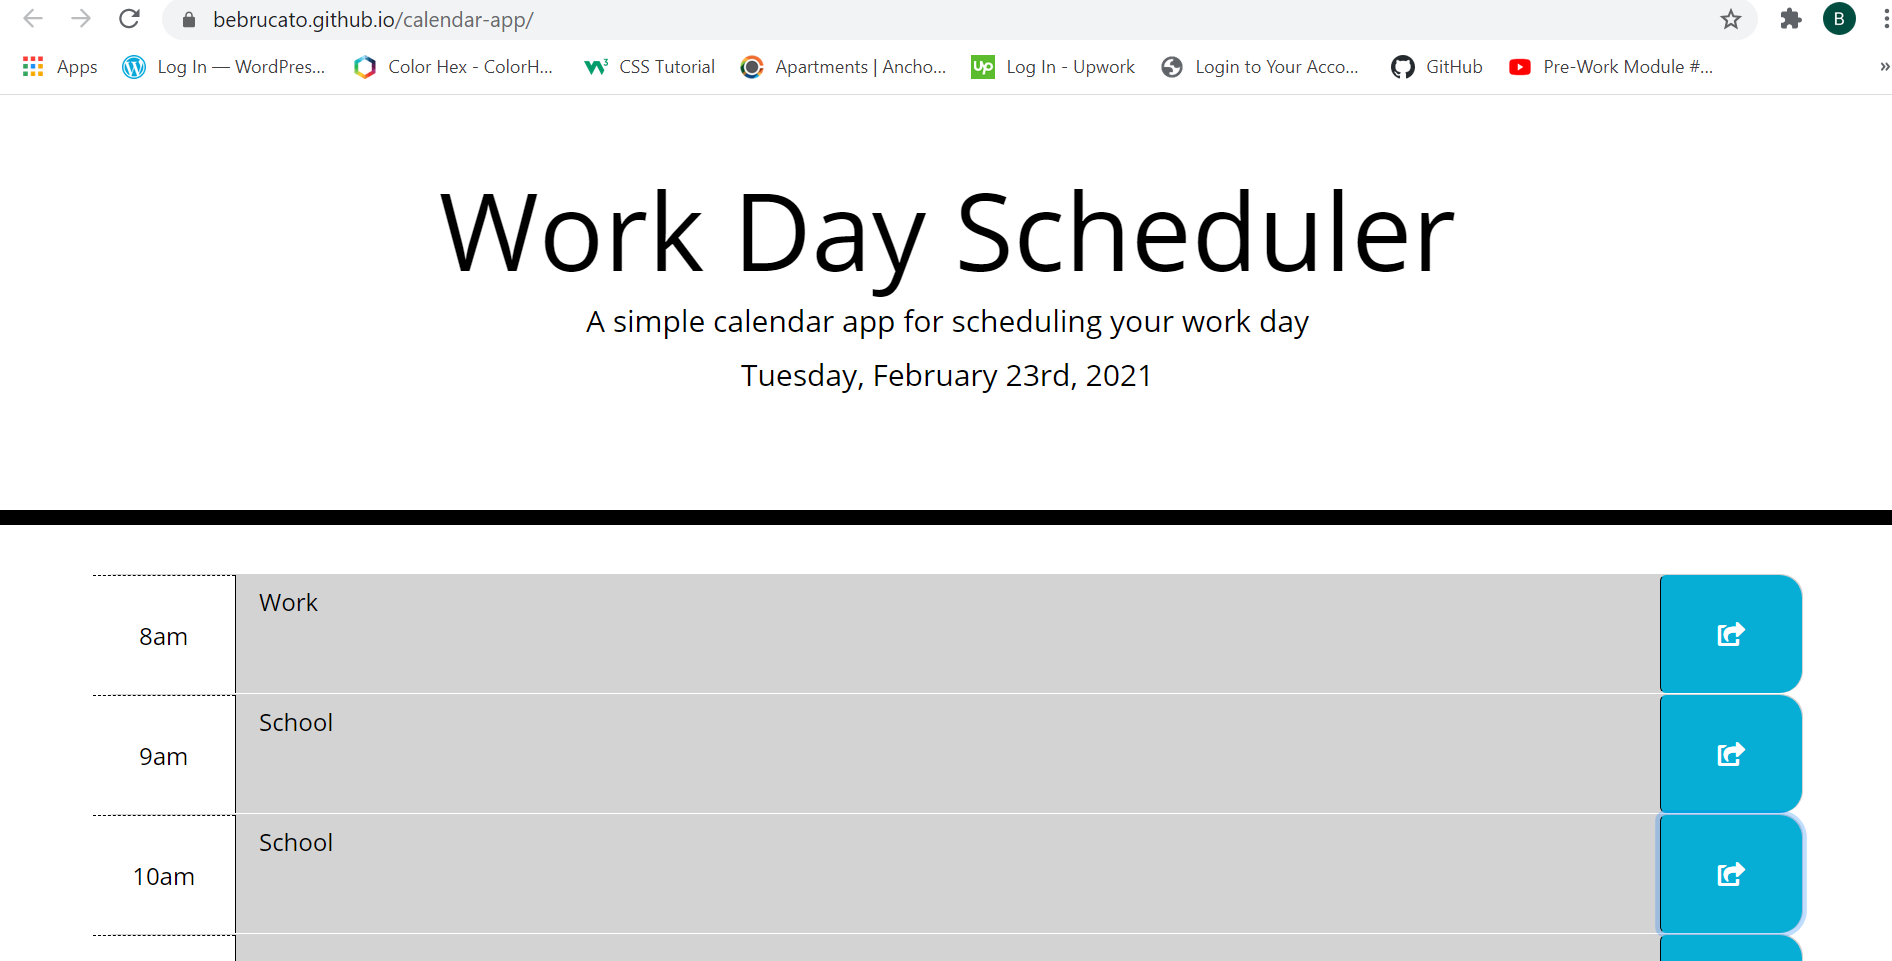 bebrucato.github.io/calendar-app/
B
Apps Log In — WordPres... Color Hex - ColorH... W3 CSS Tutorial Apartments | Ancho... Up Log In - Upwork Login to Your Acco... GitHub Pre-Work Module #... »
Work Day Scheduler
A simple calendar app for scheduling your work day
Tuesday, February 23rd, 2021
Work
8am
School
9am
School
10am